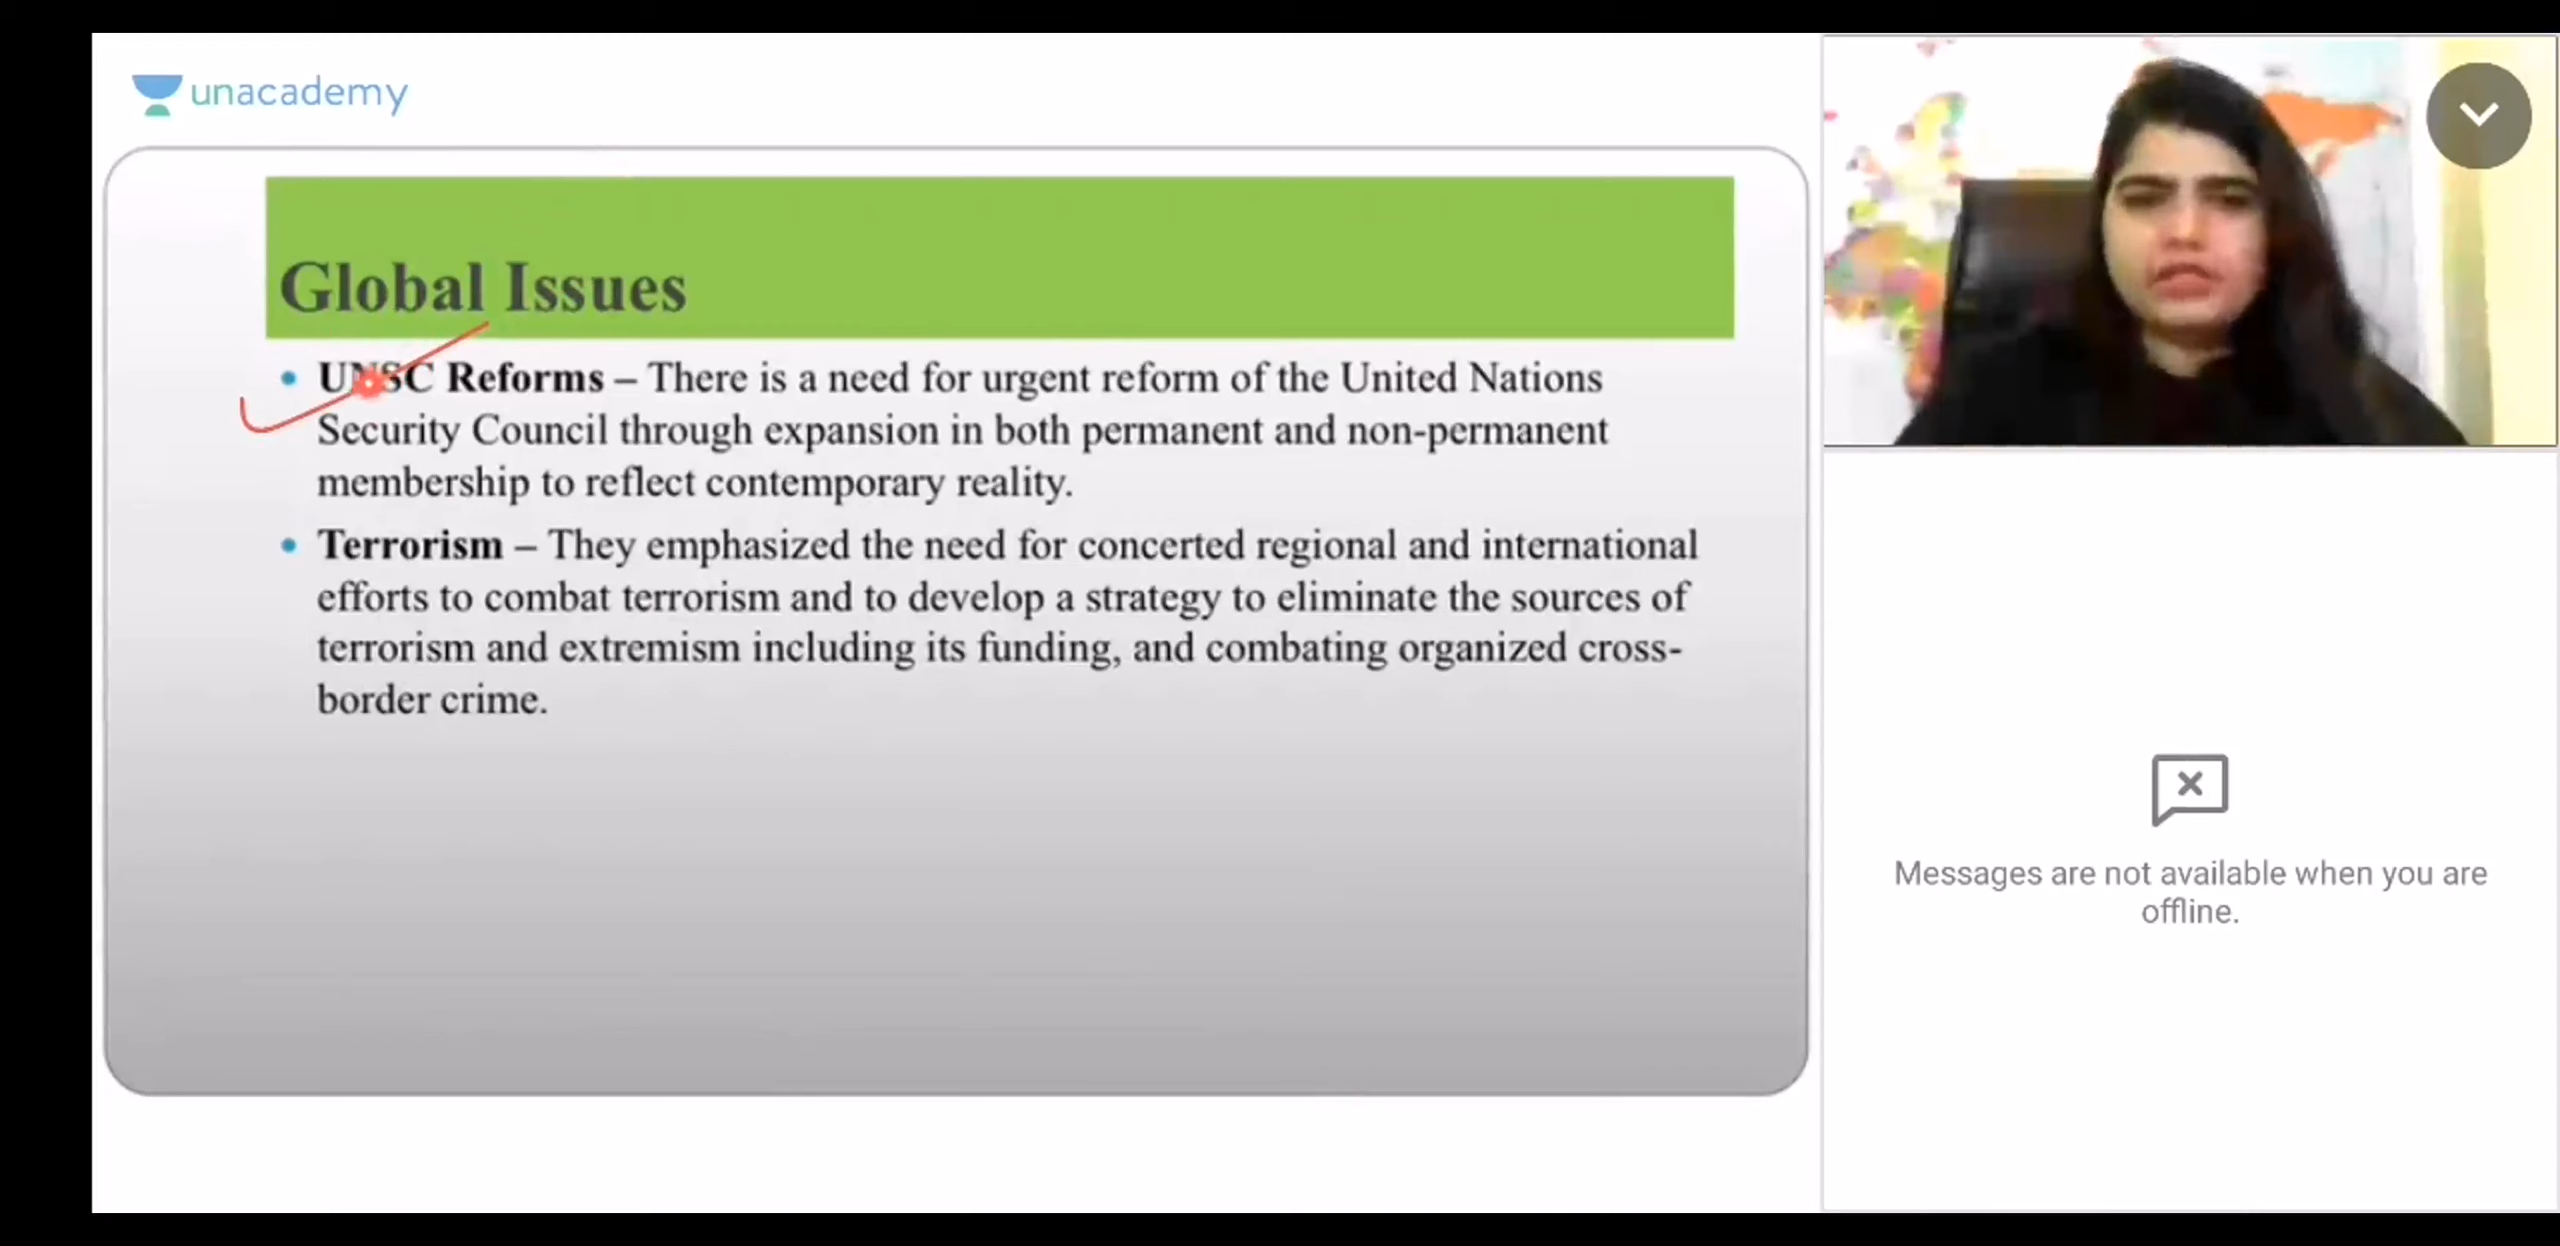 unacademy
Global Issues
• UNSC Reforms – There is a need for urgent reform of the United Nations
Security Council through expansion in both permanent and non-permanent
membership to reflect contemporary reality.
• Terrorism – They emphasized the need for concerted regional and international
efforts to combat terrorism and to develop a strategy to eliminate the sources of
terrorism and extremism including its funding, and combating organized cross-
border crime.
Messages are not available when you are
offline.